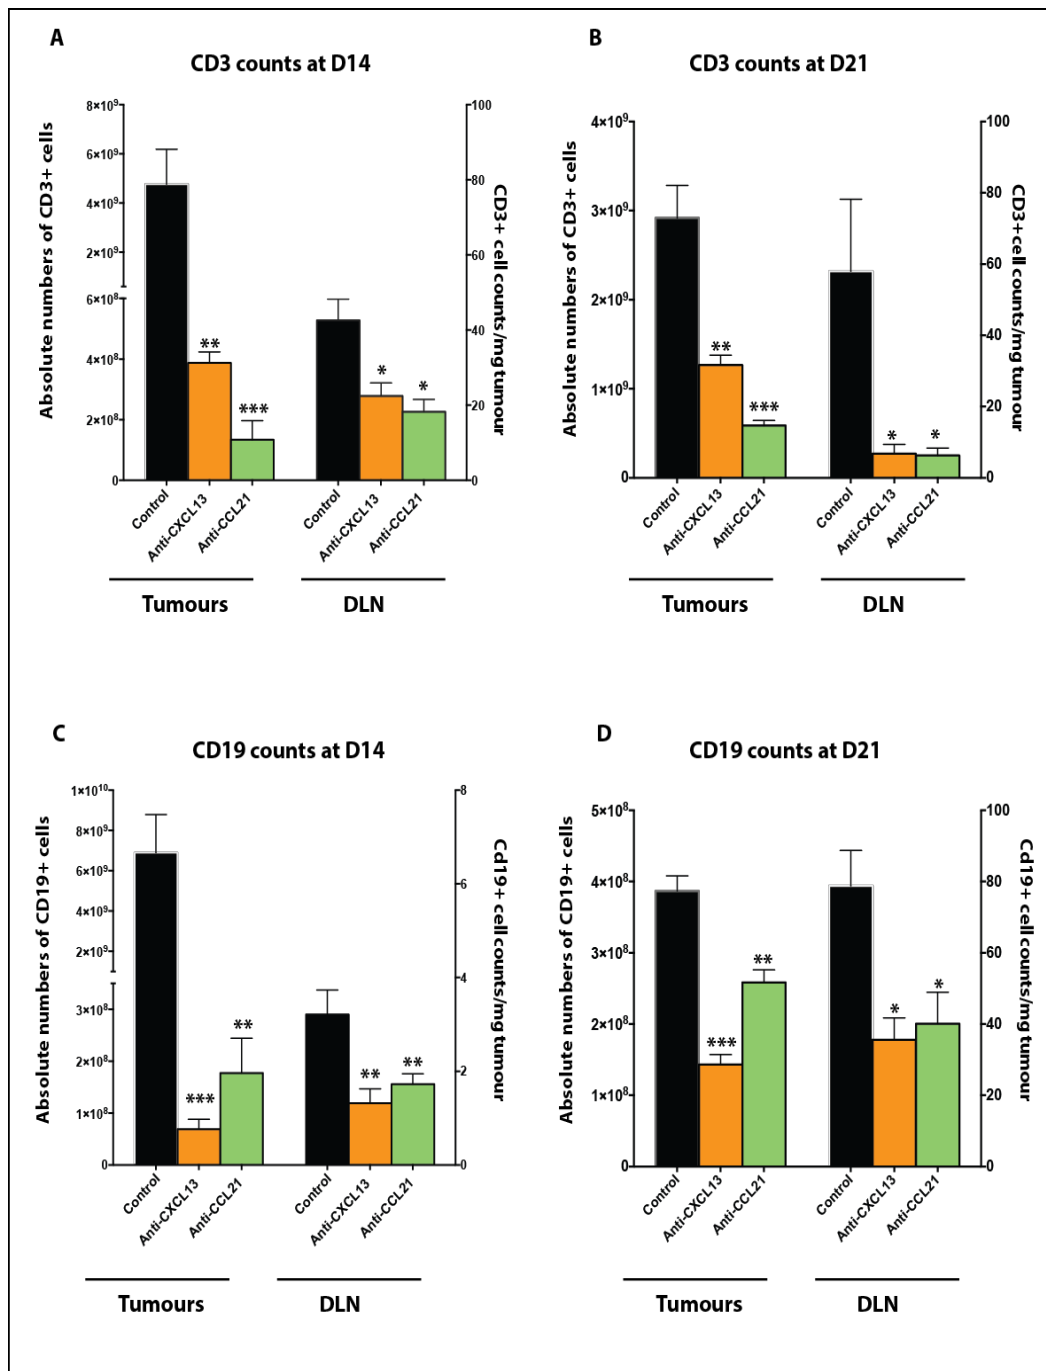 A
CD3 counts at D14
Absolute numbers of CD3+ cells
8×10⁹
6×10⁹
4×10⁹
2×10⁹
6×10⁸
4×10⁸
2×10⁸
0
**
***
*
*
100
80
60
40
20
0
CD3+ cell counts/mg tumour
Control
Anti-CXCL13
Anti-CCL21
Control
Anti-CXCL13
Anti-CCL21
Tumours
DLN
B
CD3 counts at D21
Absolute numbers of CD3+ cells
4×10⁹
3×10⁹
2×10⁹
1×10⁹
0
**
***
*
*
100
80
60
40
20
0
CD3+cell counts/mg tumour
Control
Anti-CXCL13
Anti-CCL21
Control
Anti-CXCL13
Anti-CCL21
Tumours
DLN
C
CD19 counts at D14
Absolute numbers of CD19+ cells
1×10¹⁰
8×10⁹
6×10⁹
4×10⁹
2×10⁹
3×10⁸
2×10⁸
1×10⁸
0
***
**
**
**
8
6
4
2
0
Cd19+ cell counts/mg tumour
Control
Anti-CXCL13
Anti-CCL21
Control
Anti-CXCL13
Anti-CCL21
Tumours
DLN
D
CD19 counts at D21
Absolute numbers of CD19+ cells
5×10⁸
4×10⁸
3×10⁸
2×10⁸
1×10⁸
0
***
**
*
*
100
80
60
40
20
0
Cd19+ cell counts/mg tumour
Control
Anti-CXCL13
Anti-CCL21
Control
Anti-CXCL13
Anti-CCL21
Tumours
DLN